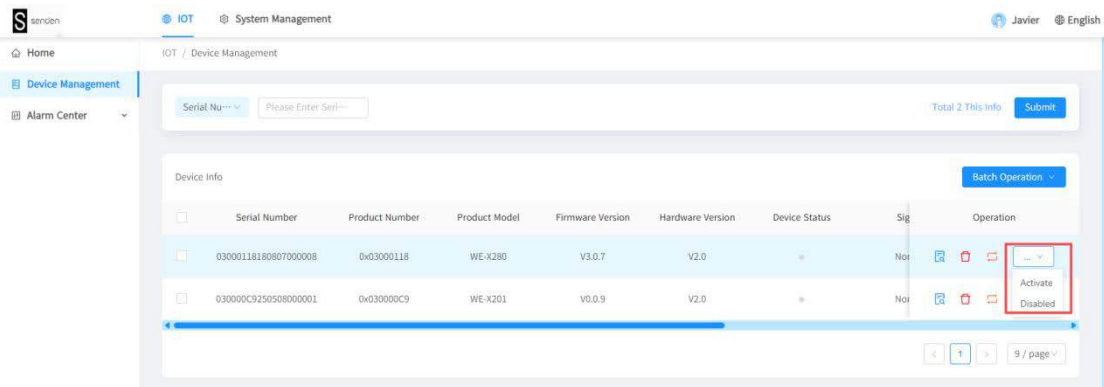 S senden
IOT
System Management
Javier
English
Home
Device Management
Alarm Center
IOT / Device Management
Serial Nu···
Please Enter Seri···
Total 2 This Info
Submit
Device Info
Batch Operation
Serial Number Product Number Product Model Firmware Version Hardware Version Device Status Sig Operation
03000118180807000008 0x03000118 WE-X280 V3.0.7 V2.0 Nor ...
030000C9250508000001 0x030000C9 WE-X201 V0.0.9 V2.0 Nor
Activate
Disabled
< 1 > 9 / page